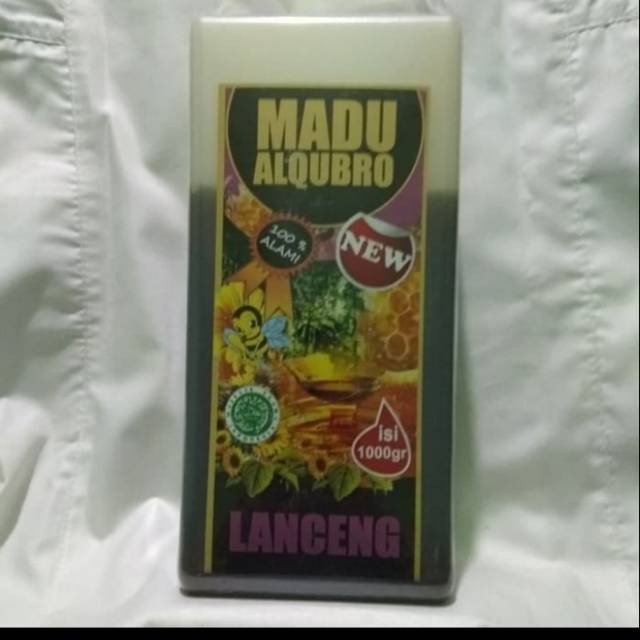 MADU
ALQUBRO
100 %
ALAMI
NEW
isi
1000gr
LANCENG